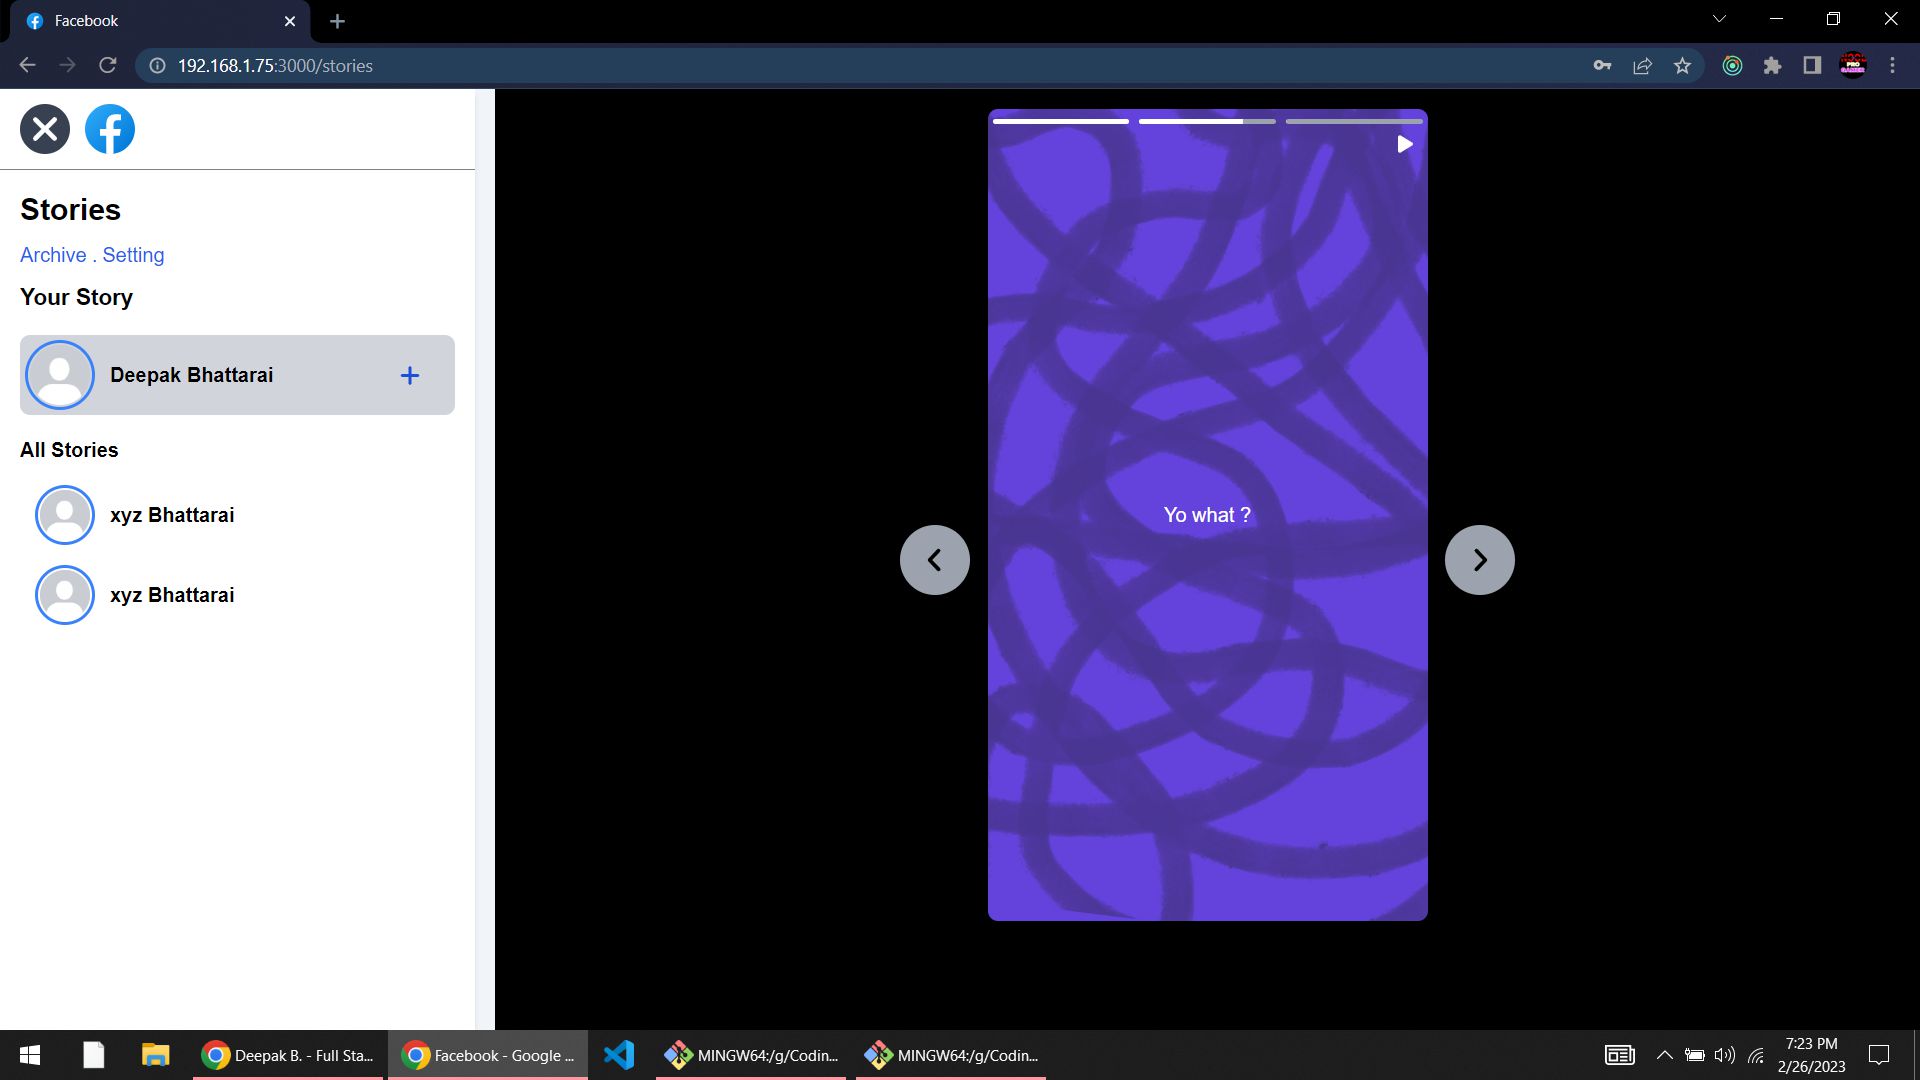 Facebook
192.168.1.75:3000/stories
Stories
Archive . Setting
Your Story
Deepak Bhattarai
All Stories
xyz Bhattarai
xyz Bhattarai
Yo what ?
Deepak B. - Full Sta...
Facebook - Google ...
MINGW64:/g/Codin...
MINGW64:/g/Codin...
7:23 PM
2/26/2023